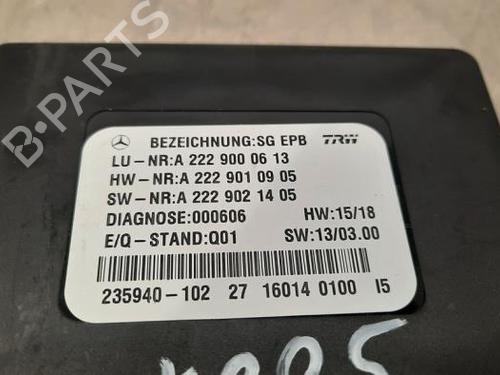 B-PARTS
BEZEICHNUNG:SG EPB TRW
LU-NR:A 222 900 06 13
HW-NR:A 222 901 09 05
SW-NR:A 222 902 14 05
DIAGNOSE:000606 HW:15/18
E/Q-STAND:Q01 SW:13/03.00
235940-102 27 16014 0100 I5